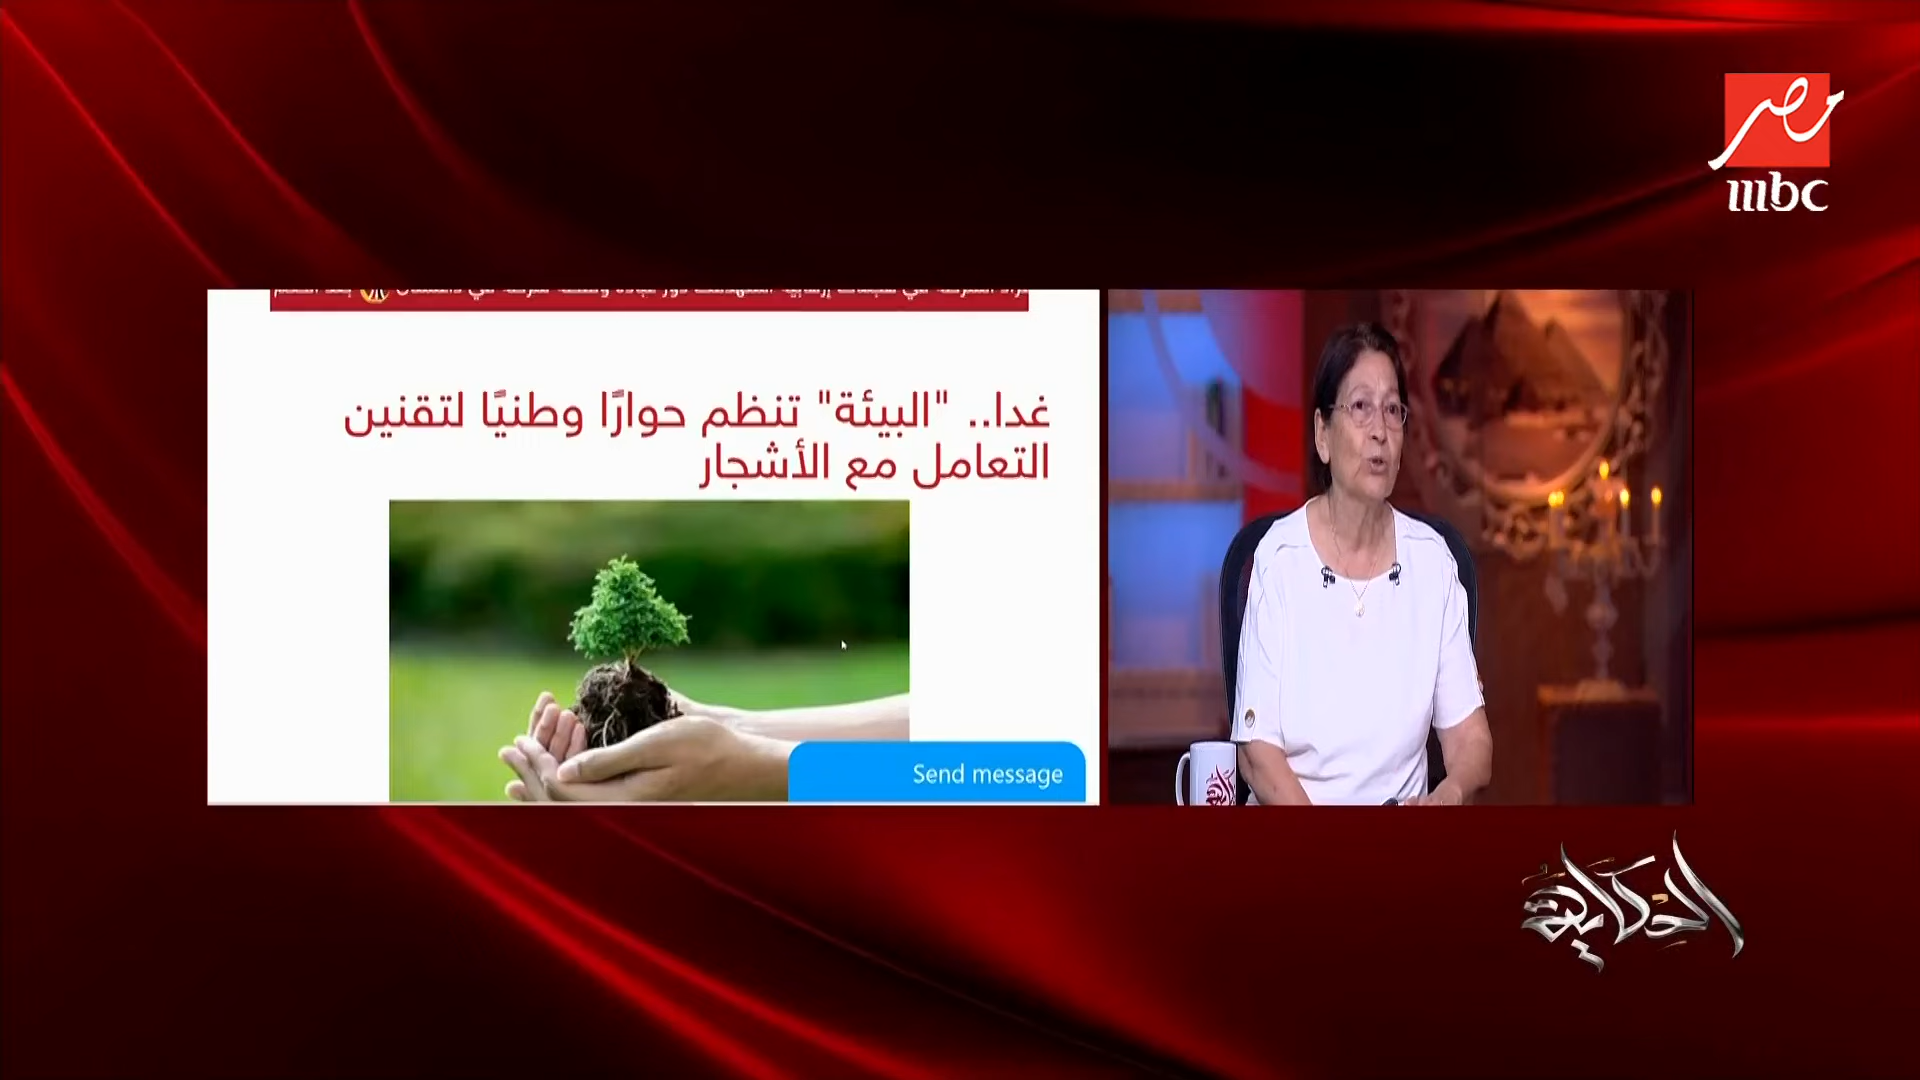 مصر
mbc
غدا.. "البيئة" تنظم حوارًا وطنيًا لتقنين
التعامل مع الأشجار
Send message
الحكاية